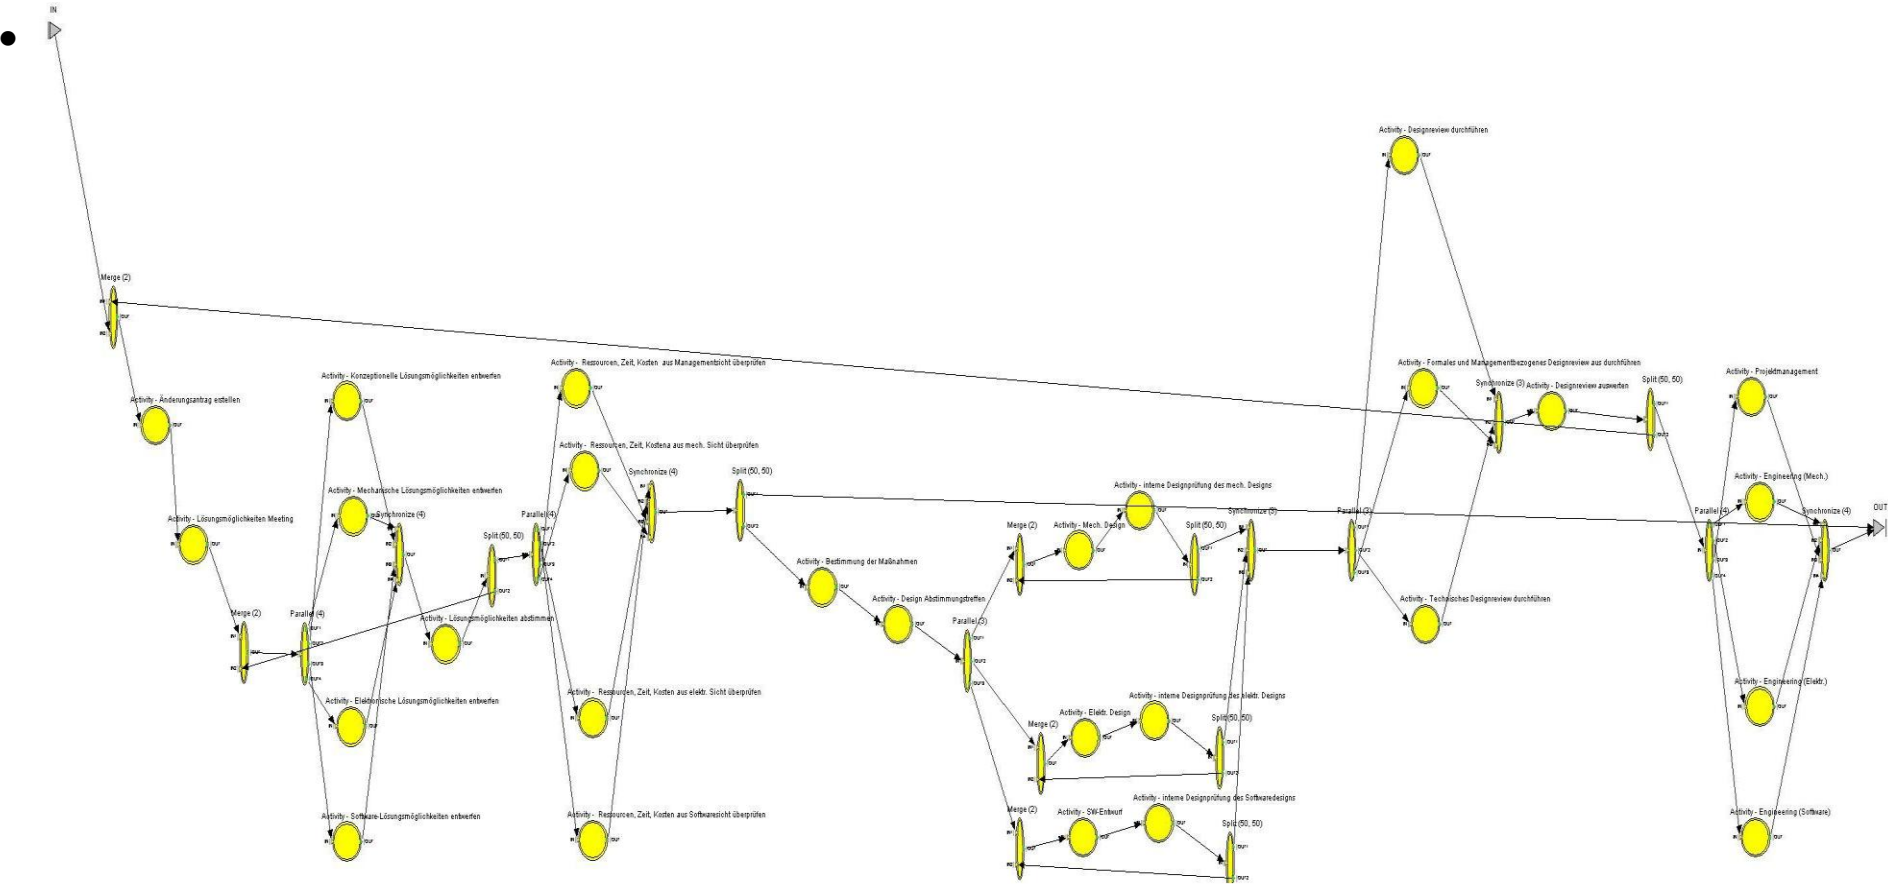 IN
Activity - Designreview durchführen
Merge (2)
Activity - Änderungsantrag erstellen
Activity - Lösungsmöglichkeiten Meeting
Merge (2)
Parallel (4)
Activity - Konzeptionelle Lösungsmöglichkeiten entwerfen
Activity - Mechanische Lösungsmöglichkeiten entwerfen
Synchronize (4)
Activity - Elektronische Lösungsmöglichkeiten entwerfen
Activity - Software-Lösungsmöglichkeiten entwerfen
Activity - Lösungsmöglichkeiten abstimmen
Split (50, 50)
Parallel (4)
Activity - Ressourcen, Zeit, Kosten aus Managementsicht überprüfen
Activity - Ressourcen, Zeit, Kostena aus mech. Sicht überprüfen
Synchronize (4)
Activity - Ressourcen, Zeit, Kosten aus elektr. Sicht überprüfen
Activity - Ressourcen, Zeit, Kosten aus Softwaresicht überprüfen
Split (50, 50)
Activity - Bestimmung der Maßnahmen
Activity - Design Abstimmungstreffen
Parallel (3)
Merge (2)
Activity - Mech. Design
Activity - interne Designprüfung des mech. Designs
Split (50, 50)
Synchronize (3)
Merge (2)
Activity - Elektr. Design
Activity - interne Designprüfung des elektr. Designs
Split (50, 50)
Merge (2)
Activity - SW-Entwurf
Activity - interne Designprüfung des Softwaredesigns
Split (50, 50)
Parallel (3)
Activity - Formales und Managementbezogenes Designreview aus durchführen
Activity - Technisches Designreview durchführen
Synchronize (3)
Activity - Designreview auswerten
Split (50, 50)
Parallel (4)
Activity - Projektmanagement
Activity - Engineering (Mech.)
Activity - Engineering (Elektr.)
Activity - Engineering (Software)
Synchronize (4)
OUT